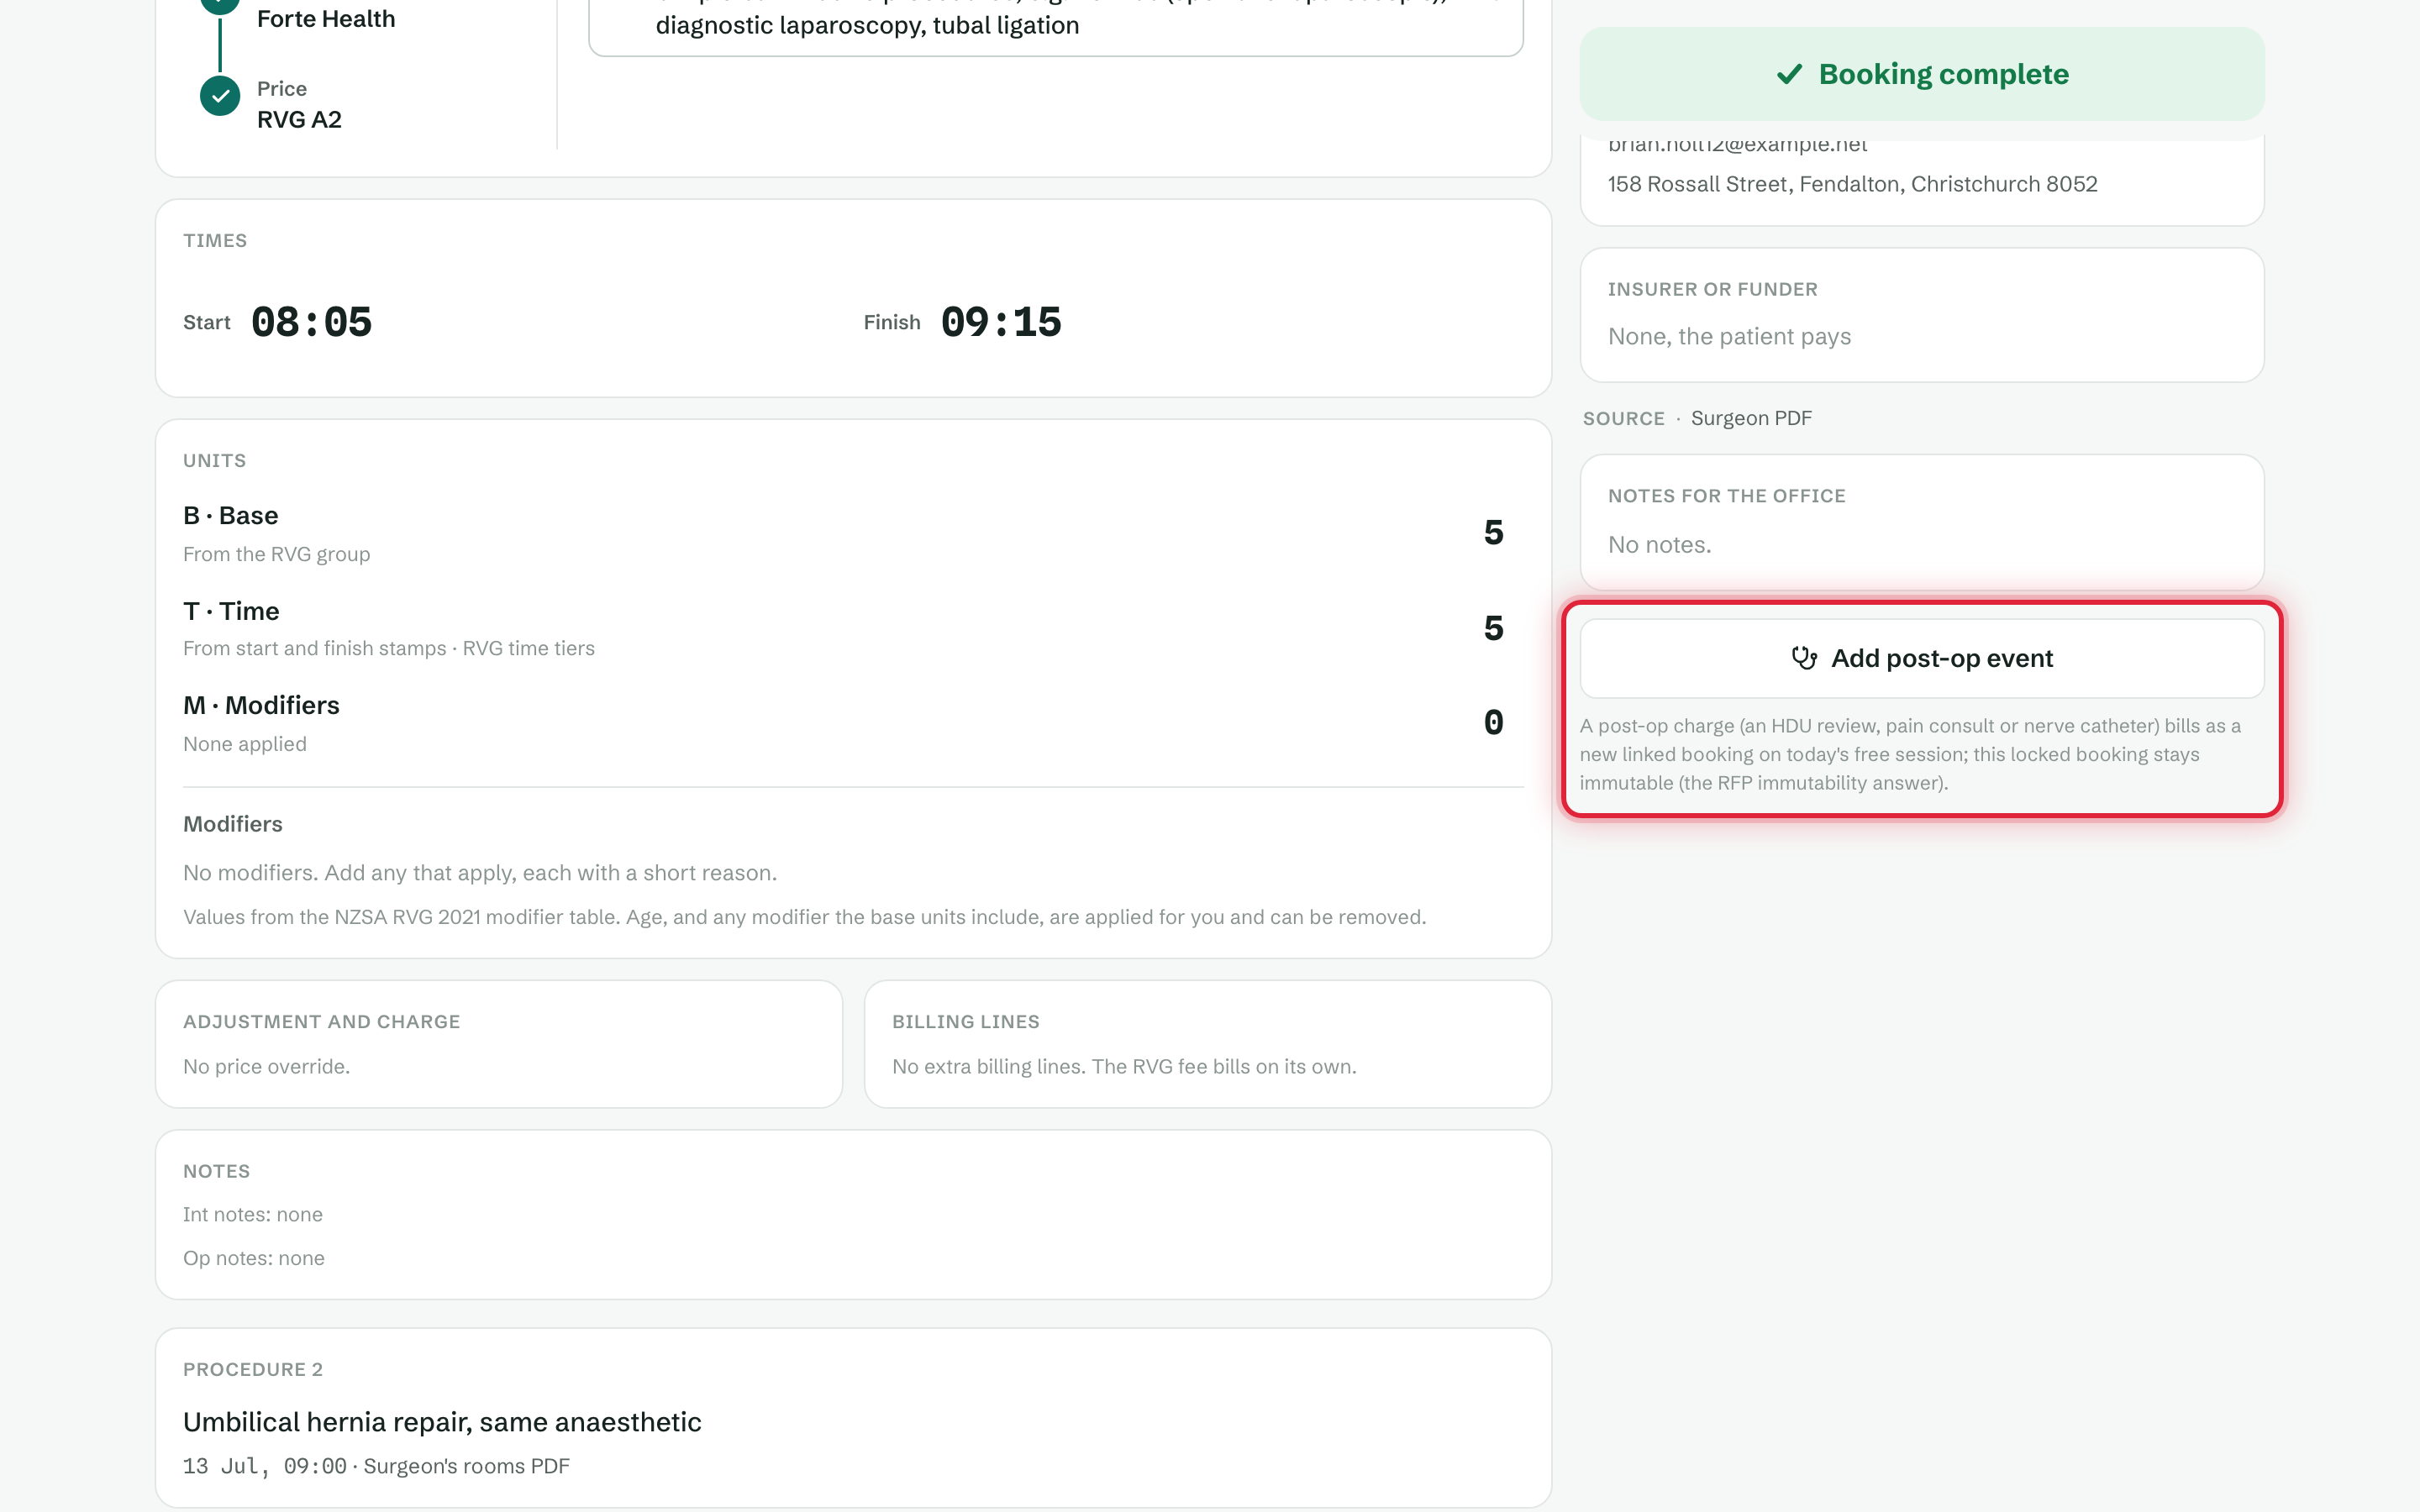 Forte Health
Price
RVG A2
diagnostic laparoscopy, tubal ligation
TIMES
Start 08:05
Finish 09:15
UNITS
B · Base
From the RVG group
5
T · Time
From start and finish stamps · RVG time tiers
5
M · Modifiers
None applied
0
Modifiers
No modifiers. Add any that apply, each with a short reason.
Values from the NZSA RVG 2021 modifier table. Age, and any modifier the base units include, are applied for you and can be removed.
ADJUSTMENT AND CHARGE
No price override.
BILLING LINES
No extra billing lines. The RVG fee bills on its own.
NOTES
Int notes: none
Op notes: none
PROCEDURE 2
Umbilical hernia repair, same anaesthetic
13 Jul, 09:00 · Surgeon's rooms PDF
Booking complete
158 Rossall Street, Fendalton, Christchurch 8052
INSURER OR FUNDER
None, the patient pays
SOURCE · Surgeon PDF
NOTES FOR THE OFFICE
No notes.
Add post-op event
A post-op charge (an HDU review, pain consult or nerve catheter) bills as a
new linked booking on today's free session; this locked booking stays
immutable (the RFP immutability answer).